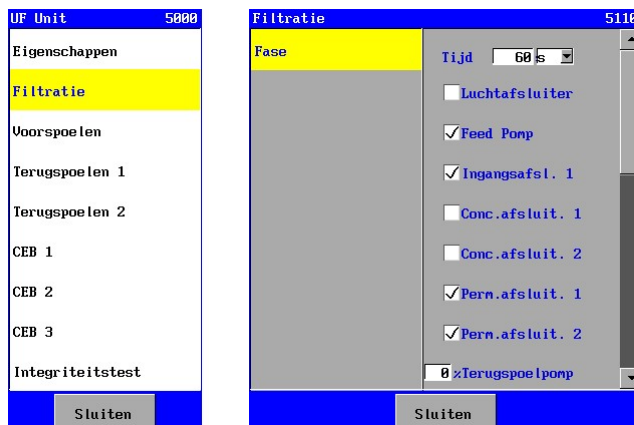 UF Unit 5000
Eigenschappen
Filtratie
Voorspoelen
Terugspoelen 1
Terugspoelen 2
CEB 1
CEB 2
CEB 3
Integriteitstest
Sluiten
Filtratie 5110
Fase
Tijd 60 s
Luchtafsluiter
Feed Pomp
Ingangsafsl. 1
Conc.afsluit. 1
Conc.afsluit. 2
Perm.afsluit. 1
Perm.afsluit. 2
0 %Terugspoelpomp
Sluiten